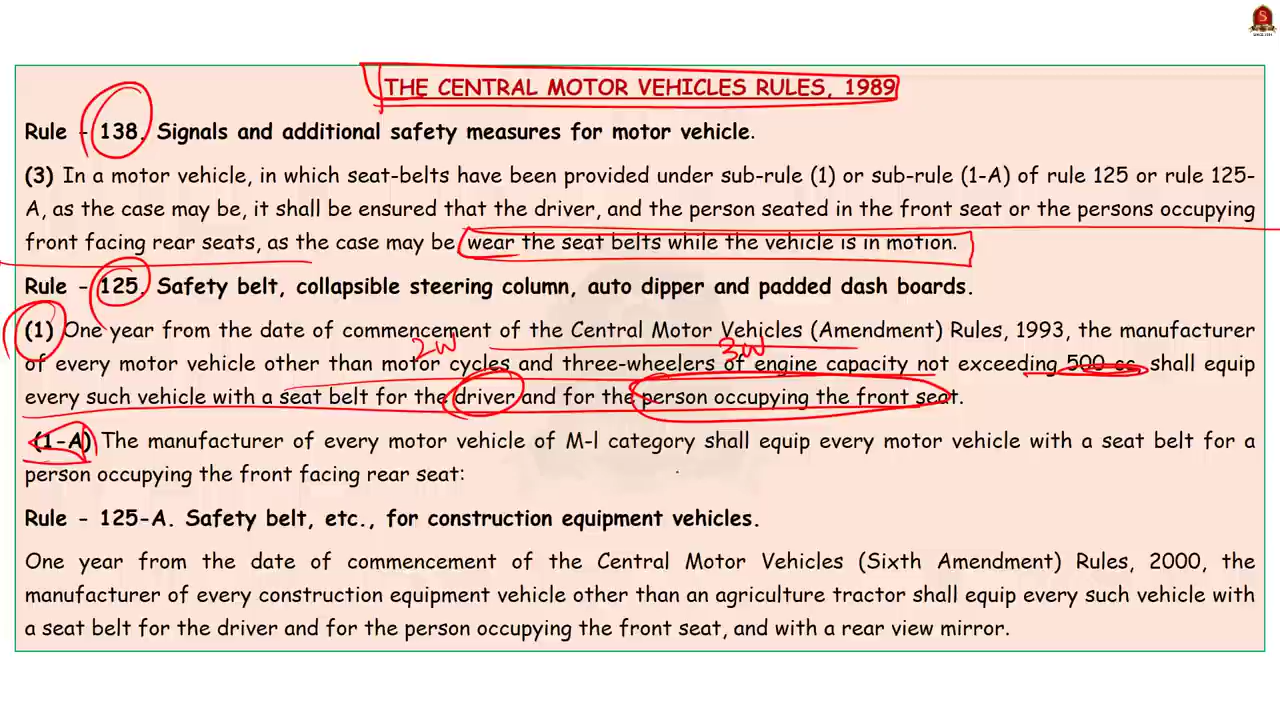 THE CENTRAL MOTOR VEHICLES RULES, 1989
Rule - 138. Signals and additional safety measures for motor vehicle.
(3) In a motor vehicle, in which seat-belts have been provided under sub-rule (1) or sub-rule (1-A) of rule 125 or rule 125-
A, as the case may be, it shall be ensured that the driver, and the person seated in the front seat or the persons occupying
front facing rear seats, as the case may be wear the seat belts while the vehicle is in motion.
Rule - 125. Safety belt, collapsible steering column, auto dipper and padded dash boards.
(1) One year from the date of commencement of the Central Motor Vehicles (Amendment) Rules, 1993, the manufacturer
2W 3W
of every motor vehicle other than motor cycles and three-wheelers of engine capacity not exceeding 500 cc, shall equip
every such vehicle with a seat belt for the driver and for the person occupying the front seat.
(1-A) The manufacturer of every motor vehicle of M-l category shall equip every motor vehicle with a seat belt for a
person occupying the front facing rear seat:
Rule - 125-A. Safety belt, etc., for construction equipment vehicles.
One year from the date of commencement of the Central Motor Vehicles (Sixth Amendment) Rules, 2000, the
manufacturer of every construction equipment vehicle other than an agriculture tractor shall equip every such vehicle with
a seat belt for the driver and for the person occupying the front seat, and with a rear view mirror.